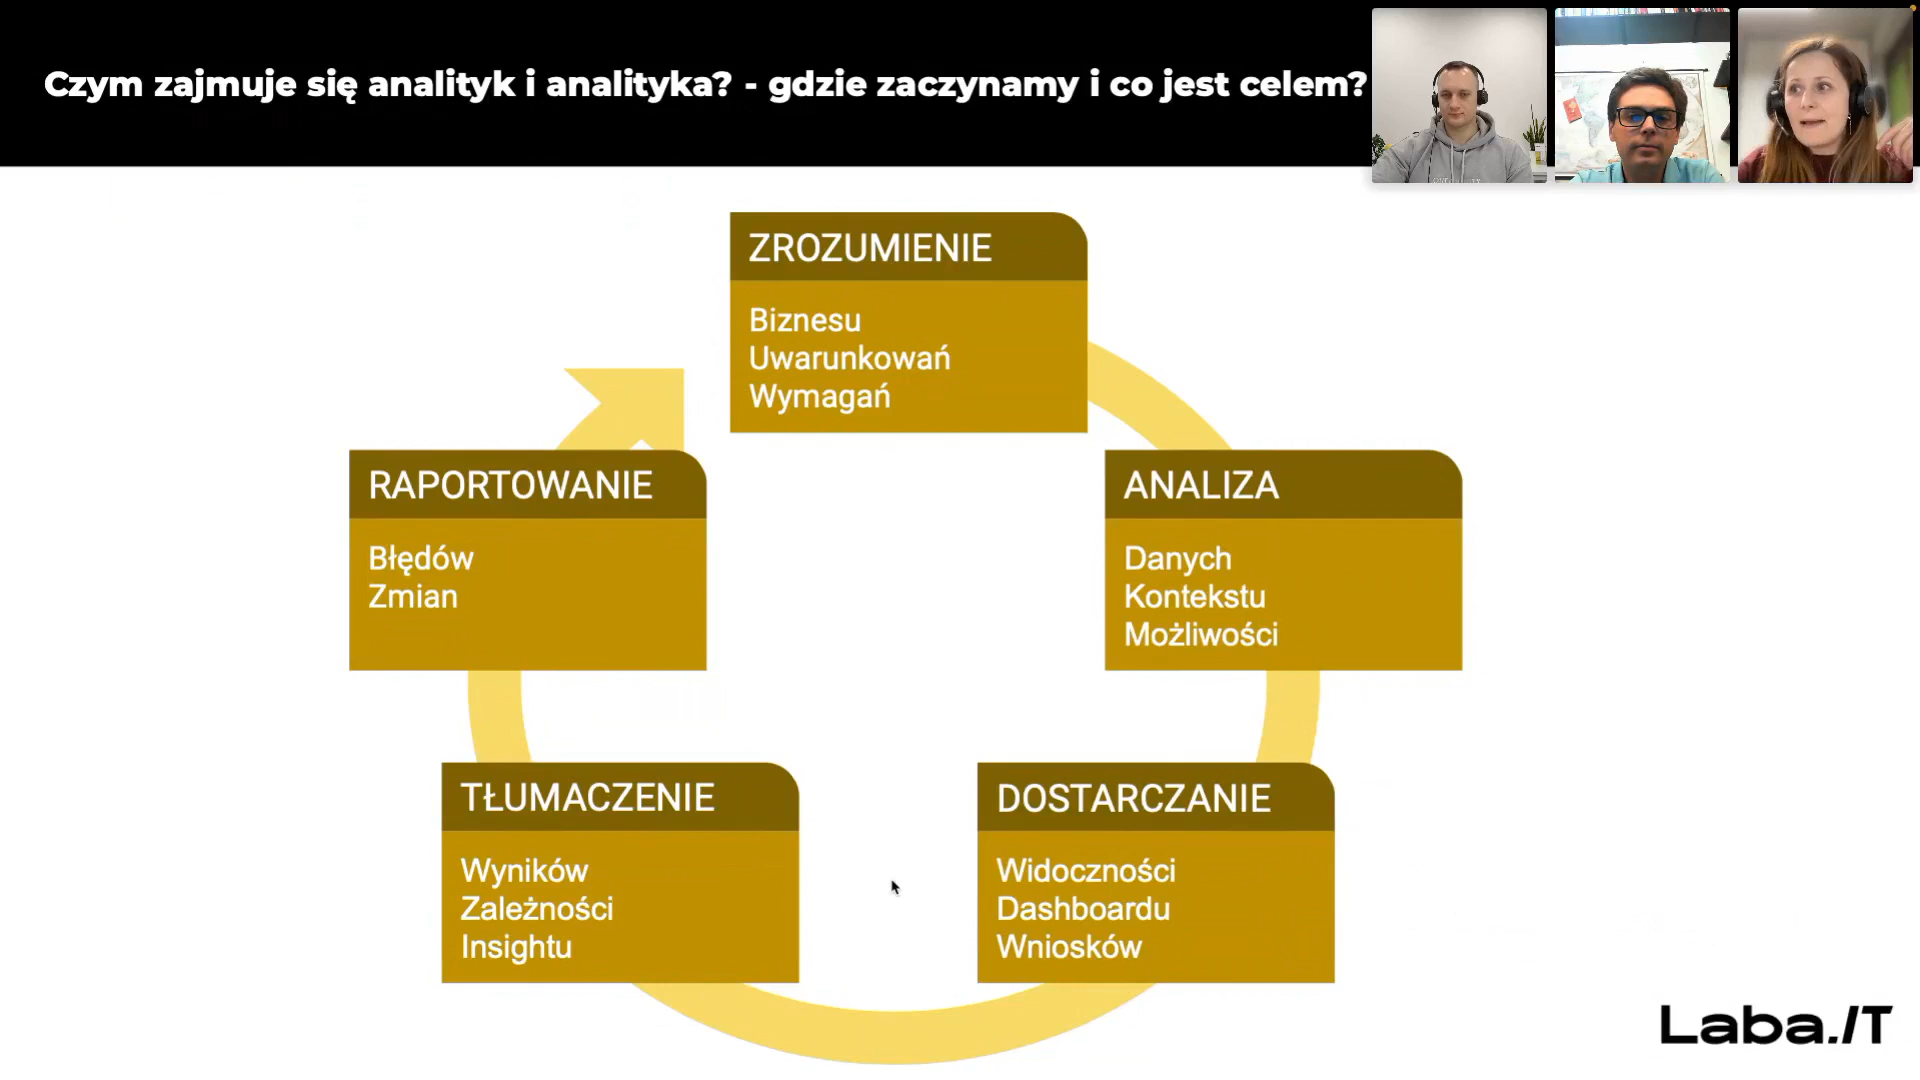 Czym zajmuje się analityk i analityka? - gdzie zaczynamy i co jest celem?
ZROZUMIENIE
Biznesu
Uwarunkowań
Wymagań
ANALIZA
Danych
Kontekstu
Możliwości
DOSTARCZANIE
Widoczności
Dashboardu
Wniosków
TŁUMACZENIE
Wyników
Zależności
Insightu
RAPORTOWANIE
Błędów
Zmian
Laba.IT